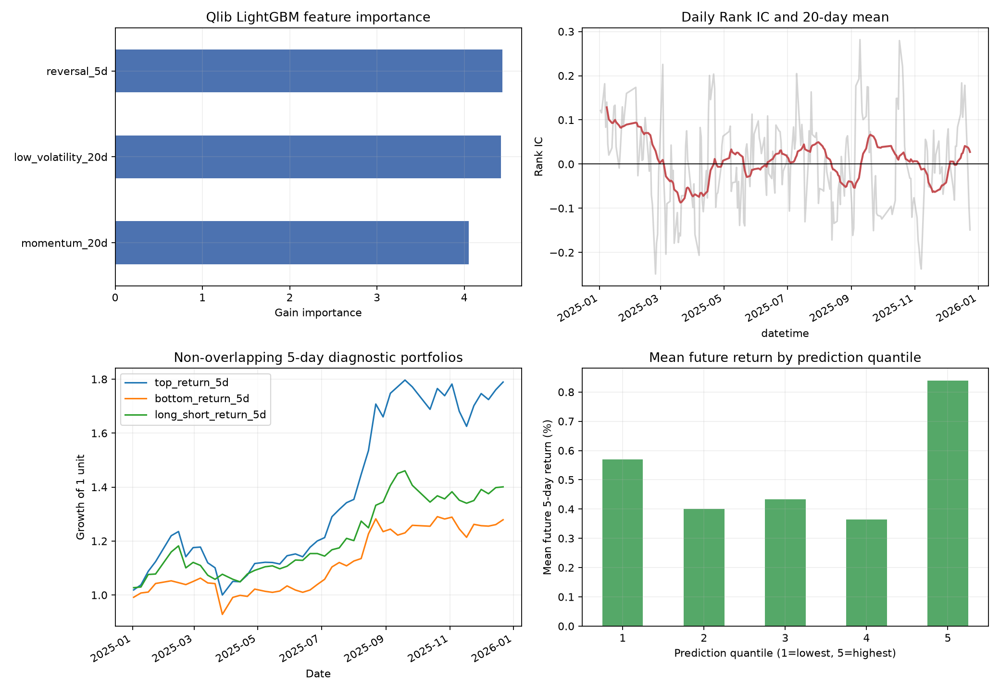 Qlib LightGBM feature importance
reversal_5d
low_volatility_20d
momentum_20d
0 1 2 3 4
Gain importance
Daily Rank IC and 20-day mean
Rank IC
0.3
0.2
0.1
0.0
−0.1
−0.2
2025-01 2025-03 2025-05 2025-07 2025-09 2025-11 2026-01
datetime
Non-overlapping 5-day diagnostic portfolios
top_return_5d
bottom_return_5d
long_short_return_5d
Growth of 1 unit
1.8
1.6
1.4
1.2
1.0
2025-01 2025-03 2025-05 2025-07 2025-09 2025-11 2026-01
Date
Mean future return by prediction quantile
Mean future 5-day return (%)
0.8
0.7
0.6
0.5
0.4
0.3
0.2
0.1
0.0
1 2 3 4 5
Prediction quantile (1=lowest, 5=highest)